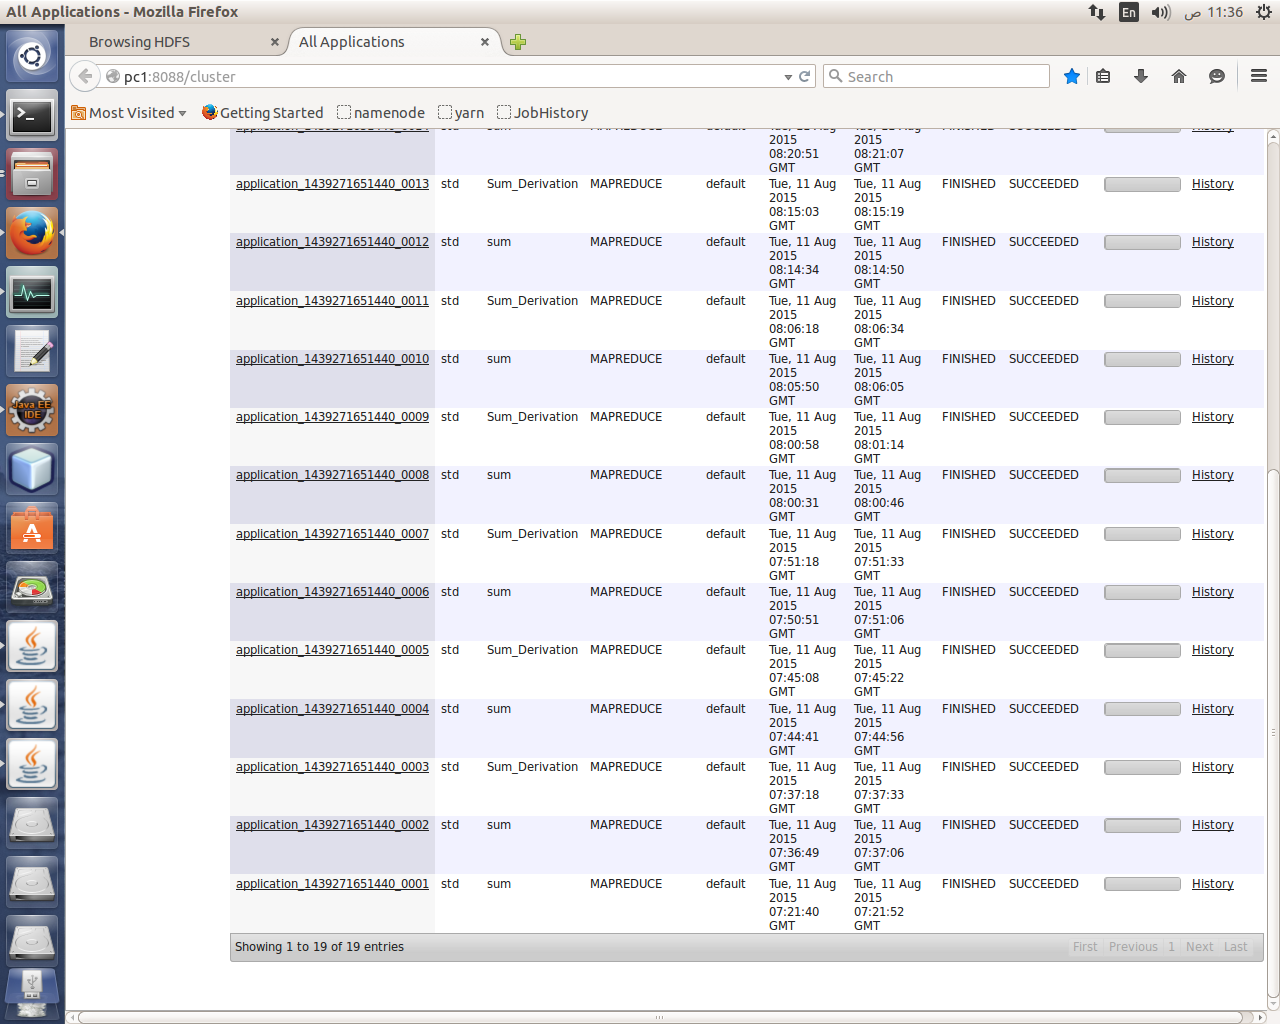 All Applications - Mozilla Firefox
En
11:36 ص
Browsing HDFS
All Applications
pc1:8088/cluster
Search
Most Visited
Getting Started
namenode
yarn
JobHistory
2015 2015
08:20:51 08:21:07
GMT GMT
application_1439271651440_0013 std Sum_Derivation MAPREDUCE default Tue, 11 Aug Tue, 11 Aug FINISHED SUCCEEDED History
2015 2015
08:15:03 08:15:19
GMT GMT
application_1439271651440_0012 std sum MAPREDUCE default Tue, 11 Aug Tue, 11 Aug FINISHED SUCCEEDED History
2015 2015
08:14:34 08:14:50
GMT GMT
application_1439271651440_0011 std Sum_Derivation MAPREDUCE default Tue, 11 Aug Tue, 11 Aug FINISHED SUCCEEDED History
2015 2015
08:06:18 08:06:34
GMT GMT
application_1439271651440_0010 std sum MAPREDUCE default Tue, 11 Aug Tue, 11 Aug FINISHED SUCCEEDED History
2015 2015
08:05:50 08:06:05
GMT GMT
application_1439271651440_0009 std Sum_Derivation MAPREDUCE default Tue, 11 Aug Tue, 11 Aug FINISHED SUCCEEDED History
2015 2015
08:00:58 08:01:14
GMT GMT
application_1439271651440_0008 std sum MAPREDUCE default Tue, 11 Aug Tue, 11 Aug FINISHED SUCCEEDED History
2015 2015
08:00:31 08:00:46
GMT GMT
application_1439271651440_0007 std Sum_Derivation MAPREDUCE default Tue, 11 Aug Tue, 11 Aug FINISHED SUCCEEDED History
2015 2015
07:51:18 07:51:33
GMT GMT
application_1439271651440_0006 std sum MAPREDUCE default Tue, 11 Aug Tue, 11 Aug FINISHED SUCCEEDED History
2015 2015
07:50:51 07:51:06
GMT GMT
application_1439271651440_0005 std Sum_Derivation MAPREDUCE default Tue, 11 Aug Tue, 11 Aug FINISHED SUCCEEDED History
2015 2015
07:45:08 07:45:22
GMT GMT
application_1439271651440_0004 std sum MAPREDUCE default Tue, 11 Aug Tue, 11 Aug FINISHED SUCCEEDED History
2015 2015
07:44:41 07:44:56
GMT GMT
application_1439271651440_0003 std Sum_Derivation MAPREDUCE default Tue, 11 Aug Tue, 11 Aug FINISHED SUCCEEDED History
2015 2015
07:37:18 07:37:33
GMT GMT
application_1439271651440_0002 std sum MAPREDUCE default Tue, 11 Aug Tue, 11 Aug FINISHED SUCCEEDED History
2015 2015
07:36:49 07:37:06
GMT GMT
application_1439271651440_0001 std sum MAPREDUCE default Tue, 11 Aug Tue, 11 Aug FINISHED SUCCEEDED History
2015 2015
07:21:40 07:21:52
GMT GMT
Showing 1 to 19 of 19 entries
First Previous 1 Next Last
Java EE
IDE